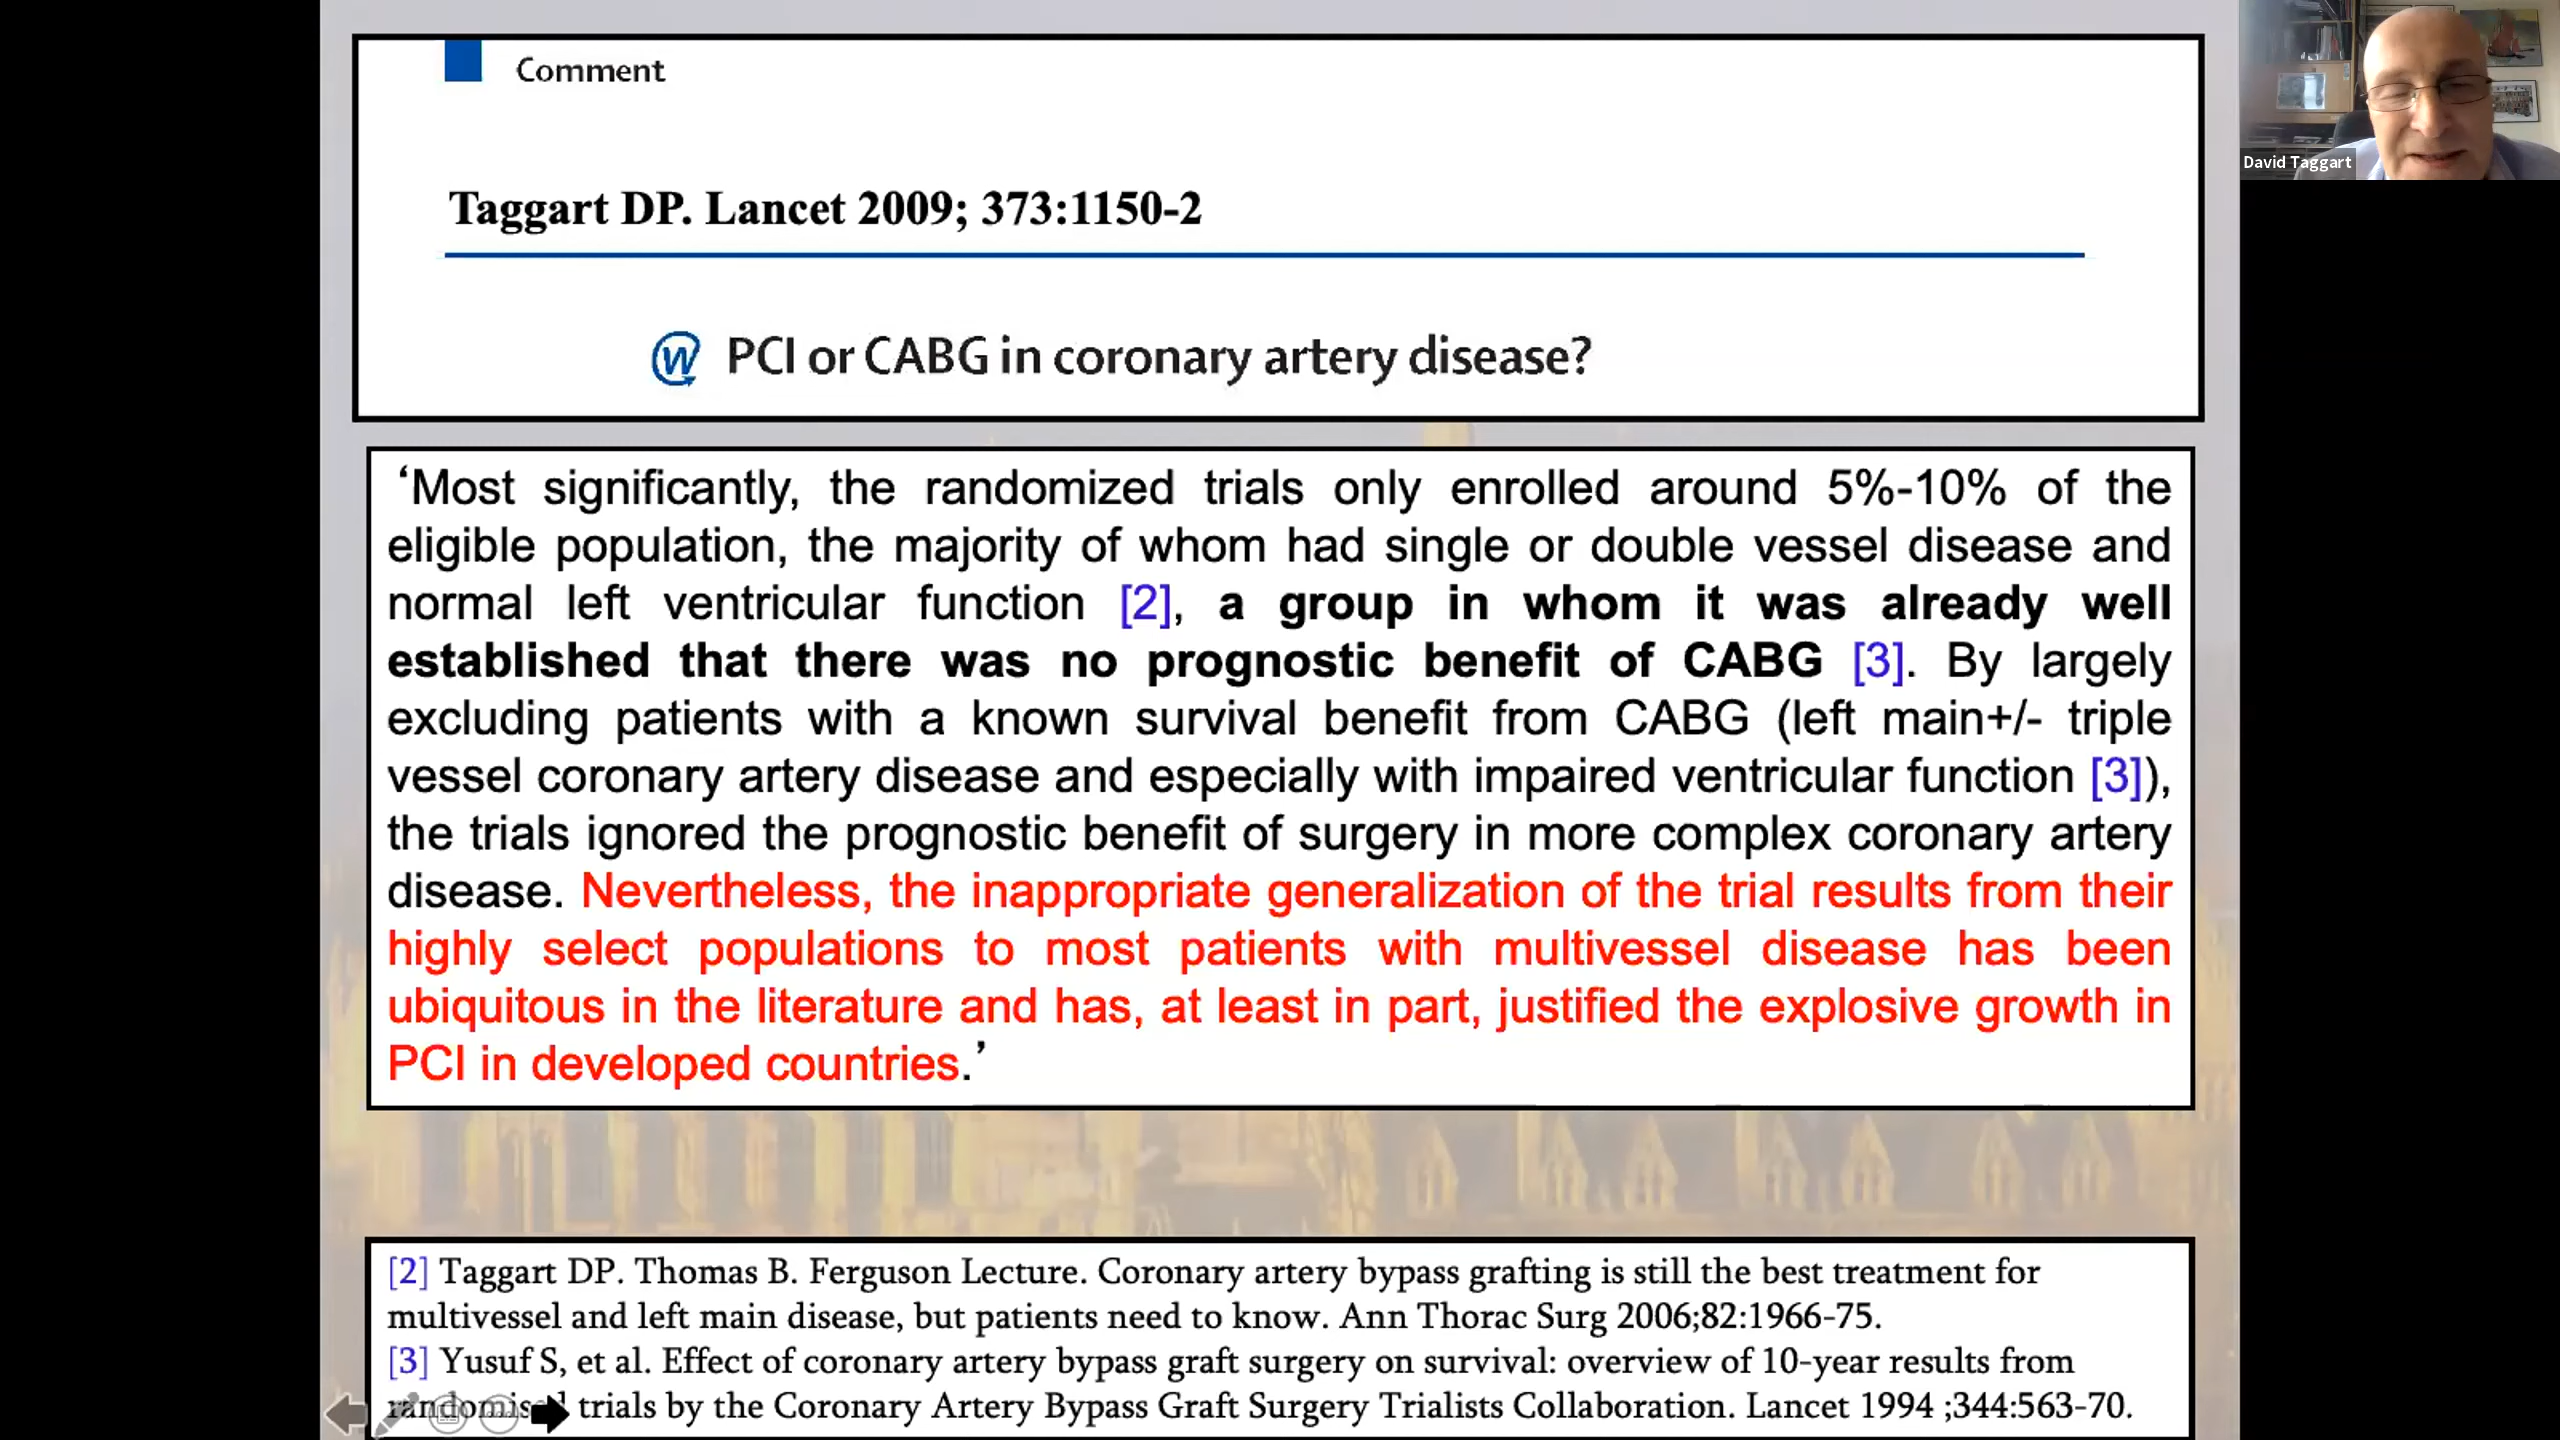 Comment
David Taggart
Taggart DP. Lancet 2009; 373:1150-2
PCI or CABG in coronary artery disease?
‘Most significantly, the randomized trials only enrolled around 5%-10% of the
eligible population, the majority of whom had single or double vessel disease and
normal left ventricular function [2], a group in whom it was already well
established that there was no prognostic benefit of CABG [3]. By largely
excluding patients with a known survival benefit from CABG (left main+/- triple
vessel coronary artery disease and especially with impaired ventricular function [3]),
the trials ignored the prognostic benefit of surgery in more complex coronary artery
disease. Nevertheless, the inappropriate generalization of the trial results from their
highly select populations to most patients with multivessel disease has been
ubiquitous in the literature and has, at least in part, justified the explosive growth in
PCI in developed countries.’
[2] Taggart DP. Thomas B. Ferguson Lecture. Coronary artery bypass grafting is still the best treatment for
multivessel and left main disease, but patients need to know. Ann Thorac Surg 2006;82:1966-75.
[3] Yusuf S, et al. Effect of coronary artery bypass graft surgery on survival: overview of 10-year results from
trials by the Coronary Artery Bypass Graft Surgery Trialists Collaboration. Lancet 1994 ;344:563-70.